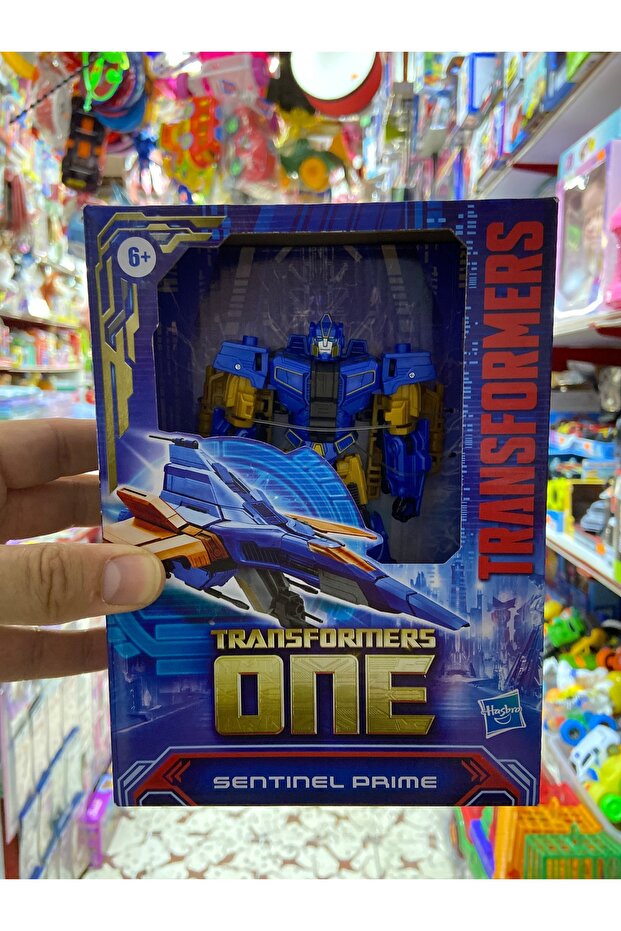 6+
TRANSFORMERS
TRANSFORMERS
ONE
Hasbro
SENTINEL PRIME